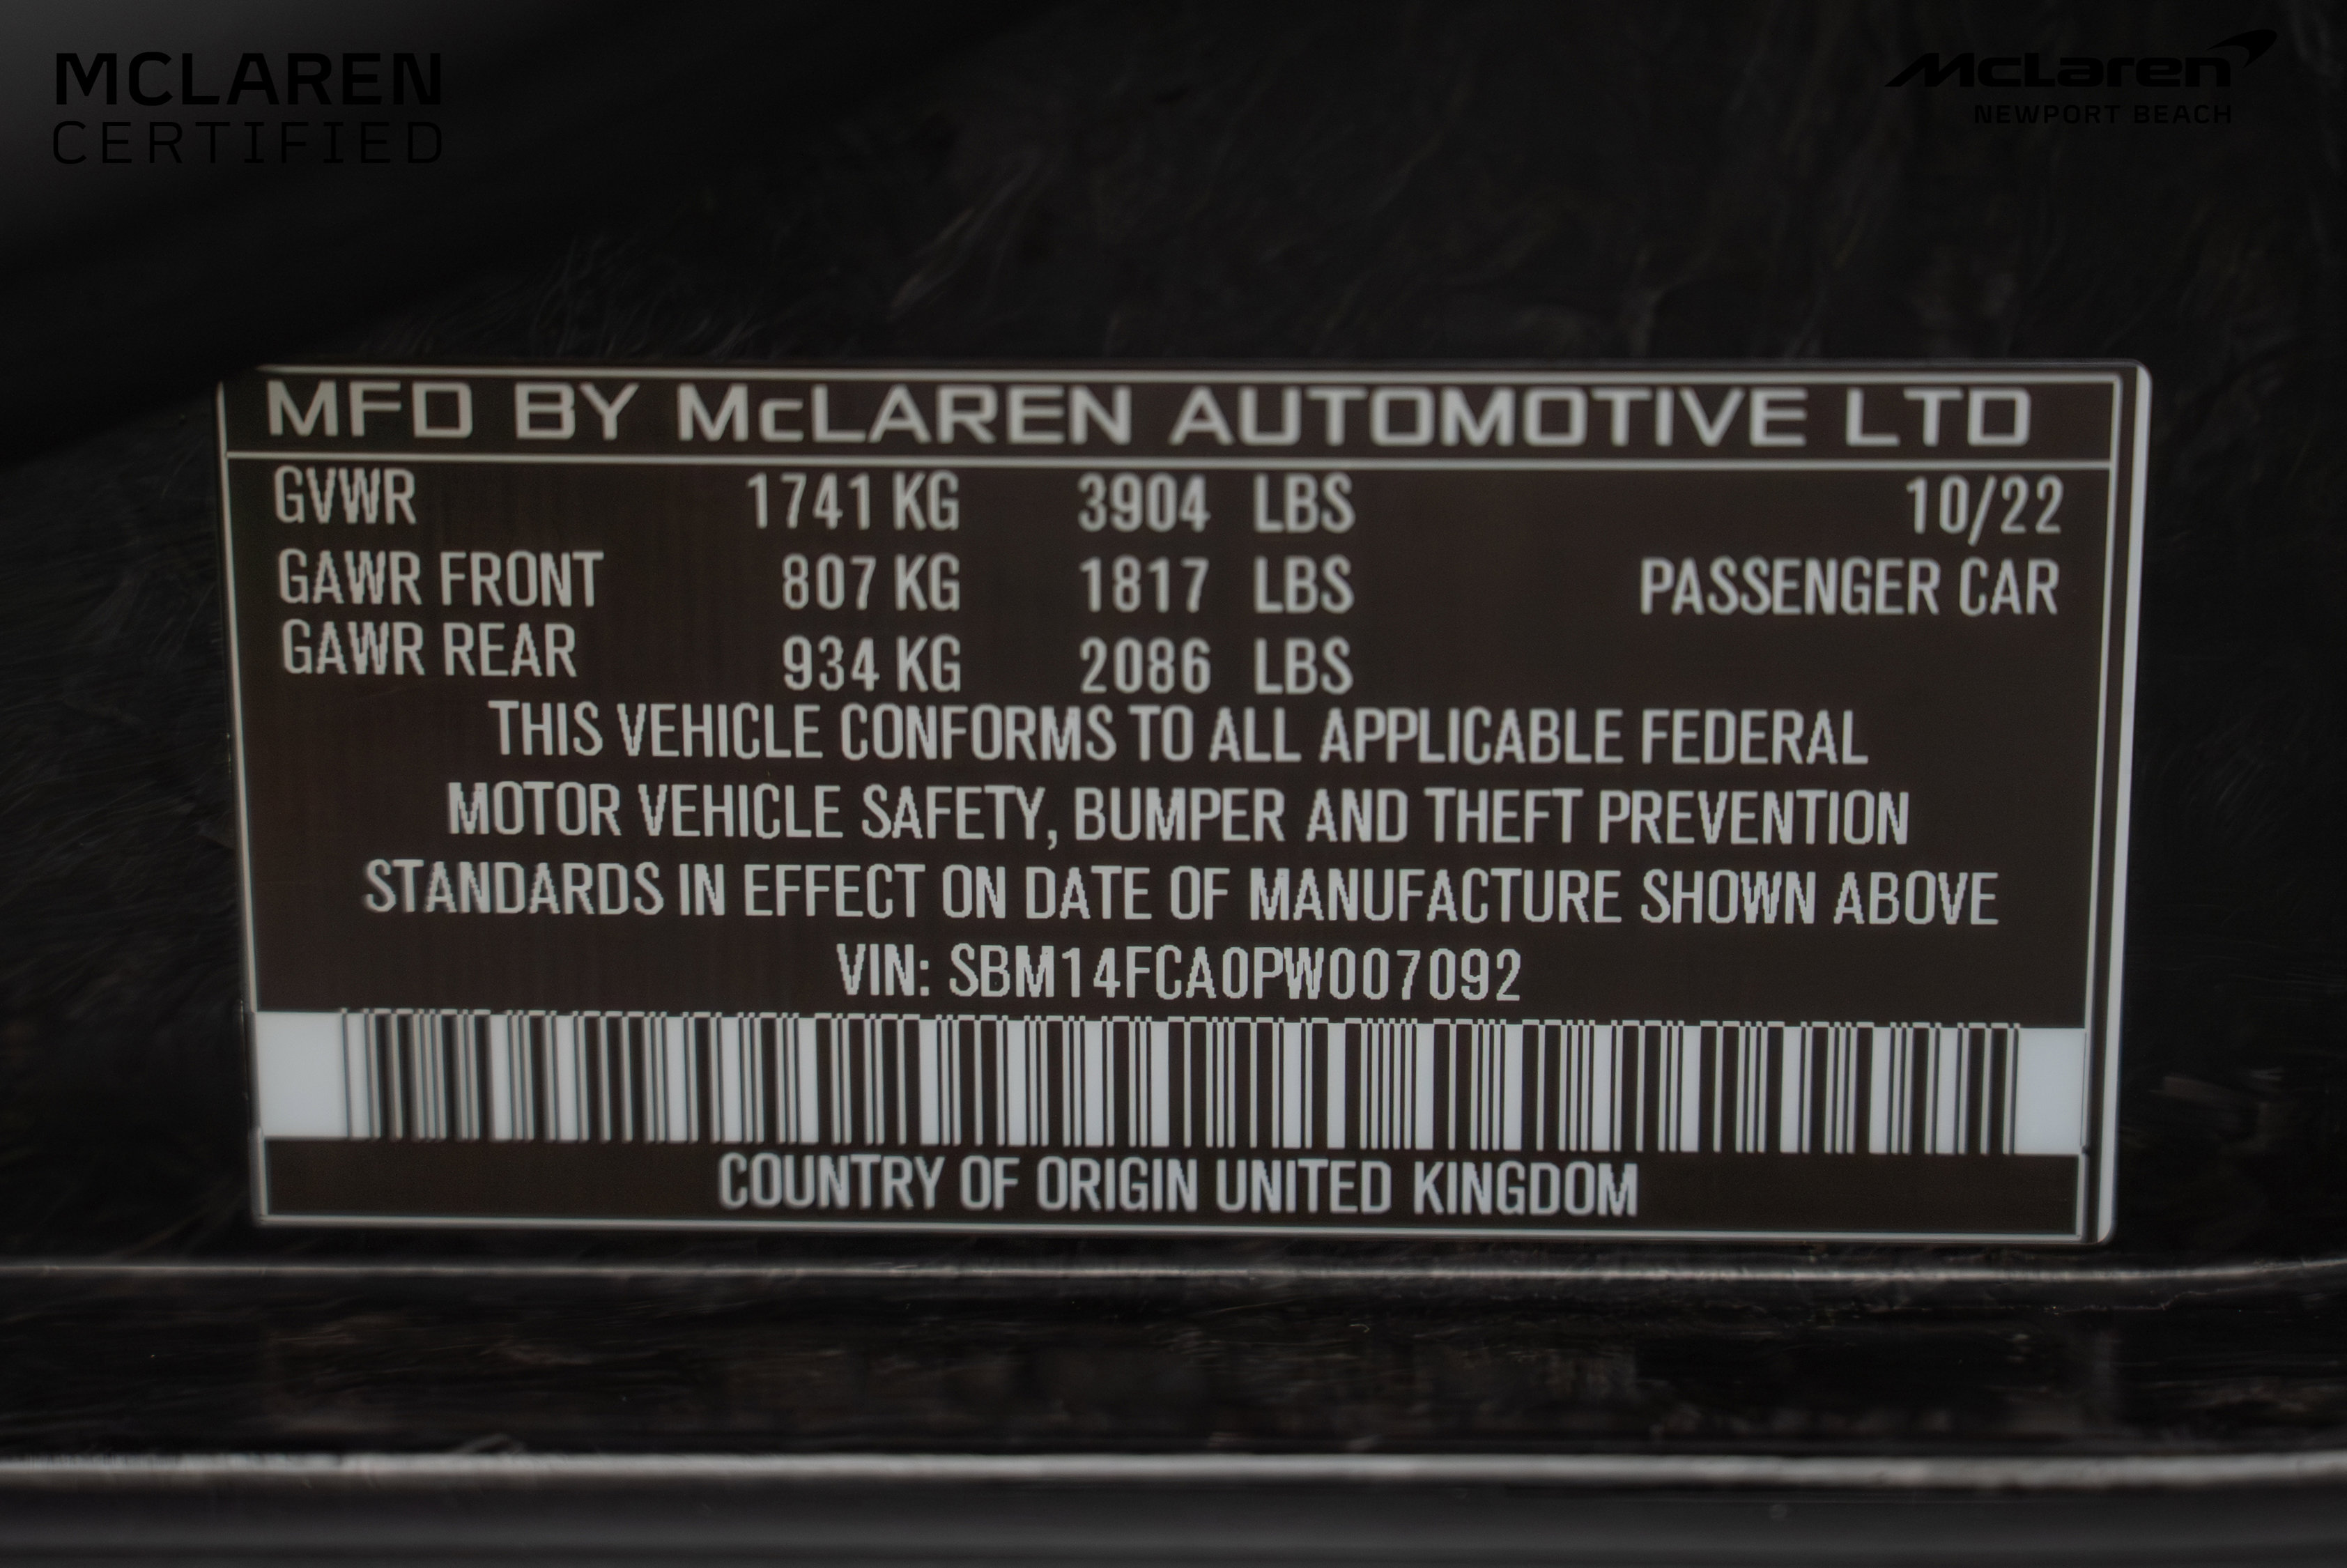 MCLAREN
CERTIFIED
McLaren
NEWPORT BEACH
MFD BY McLAREN AUTOMOTIVE LTD
GVWR 1741 KG 3904 LBS 10/22
GAWR FRONT 807 KG 1817 LBS PASSENGER CAR
GAWR REAR 934 KG 2086 LBS
THIS VEHICLE CONFORMS TO ALL APPLICABLE FEDERAL
MOTOR VEHICLE SAFETY, BUMPER AND THEFT PREVENTION
STANDARDS IN EFFECT ON DATE OF MANUFACTURE SHOWN ABOVE
VIN: SBM14FCA0PW007092
COUNTRY OF ORIGIN UNITED KINGDOM